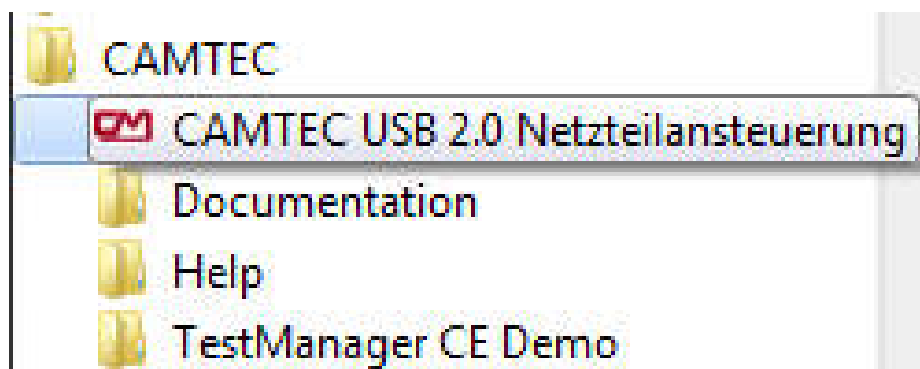 CAMTEC
CAMTEC USB 2.0 Netzteilansteuerung
Documentation
Help
TestManager CE Demo